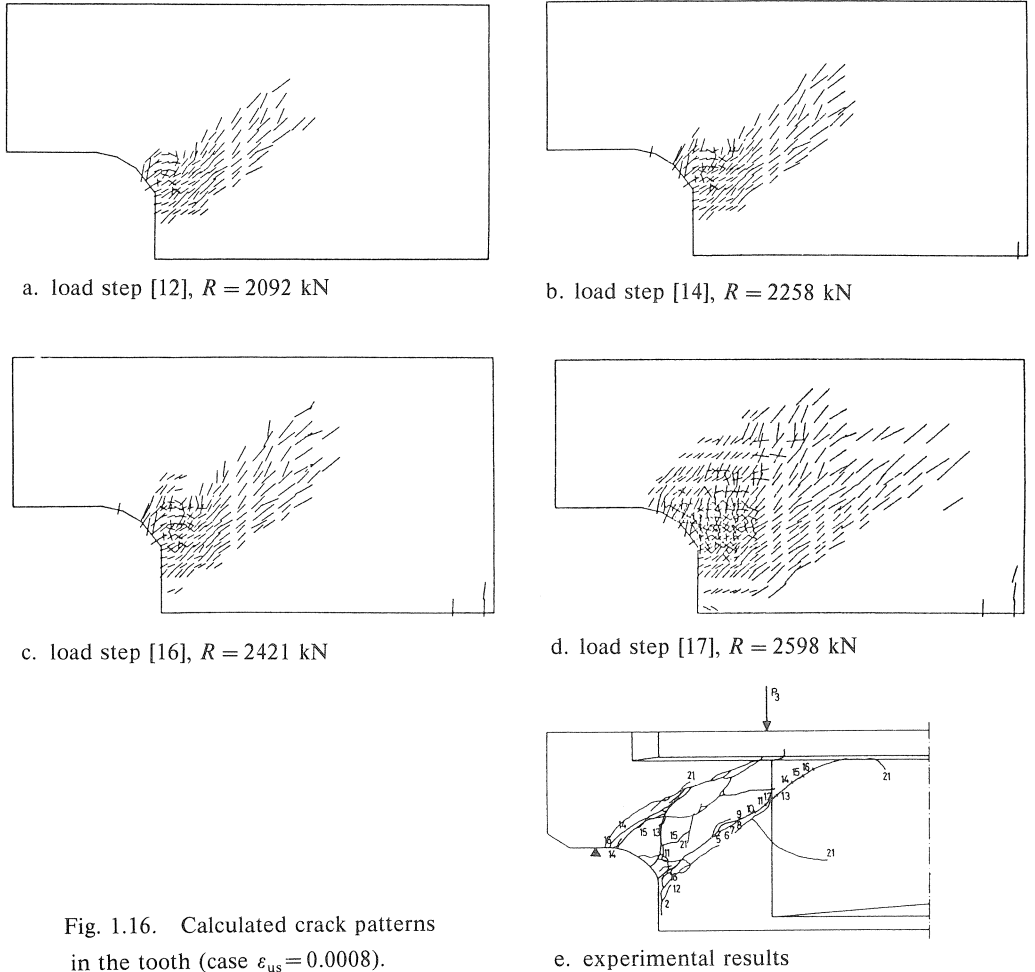 a. load step [12], R = 2092 kN
b. load step [14], R = 2258 kN
c. load step [16], R = 2421 kN
d. load step [17], R = 2598 kN
P3
21
14 15 16
21
17 13
11
10
9
8
7
6
5
14
15 13
15
21
16
14
11
12
2
21
Fig. 1.16. Calculated crack patterns
in the tooth (case εus=0.0008).
e. experimental results